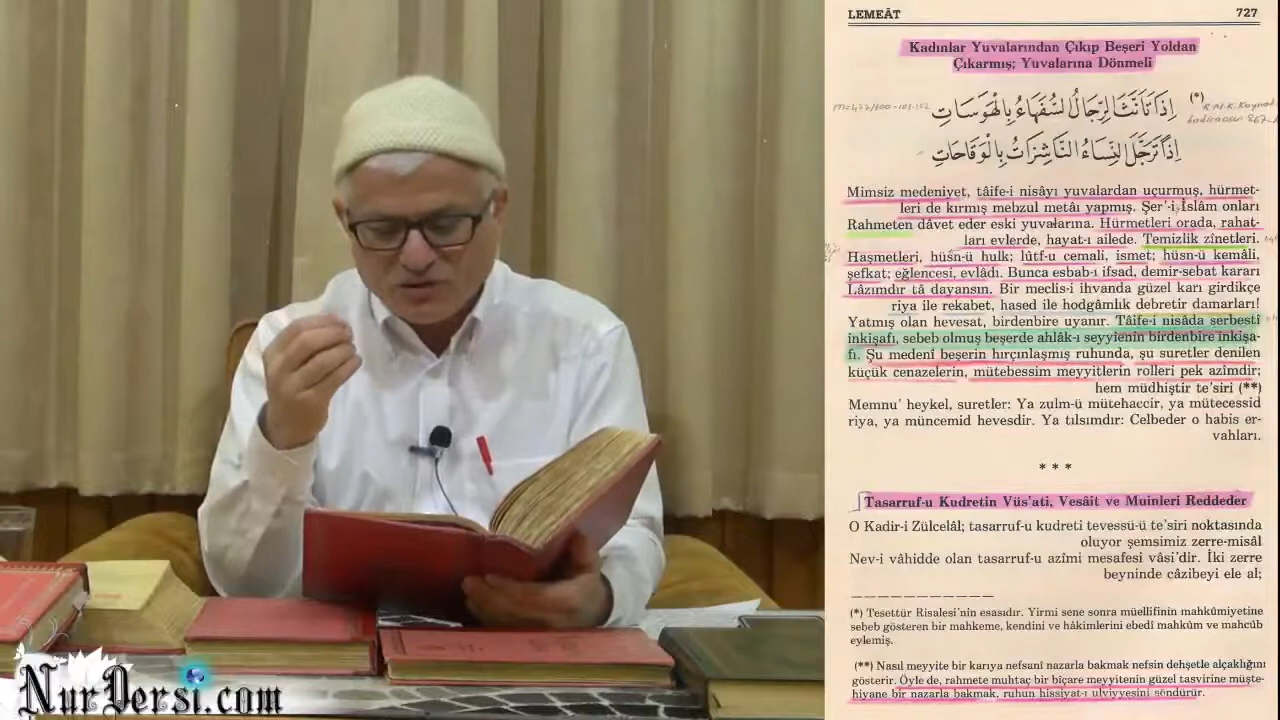 LEMEÂT 727
Kadınlar Yuvalarından Çıkıp Beşeri Yoldan
Çıkarmış; Yuvalarına Dönmeli
اِذَا تَاَنَّثَ الرِّجَالُ السُّفَهَاءُ بِالْهَوَسَاتِ (*)
اِذًا تَرَجَّلَ النِّسَاءُ النَّاشِزَاتُ بِالْوَقَاحَاتِ
Mimsiz medeniyet, tâife-i nisâyı yuvalardan uçurmuş, hürmet-
leri de kırmış mebzul metâı yapmış. Şer'-i İslâm onları
Rahmeten dâvet eder eski yuvalarına. Hürmetleri orada, rahat-
ları evlerde, hayat-ı ailede. Temizlik zînetleri.
Haşmetleri, hüsn-ü hulk; lûtf-u cemali, ismet; hüsn-ü kemâli,
şefkat; eğlencesi, evlâdı. Bunca esbab-ı ifsad, demir-sebat kararı
Lâzımdır tâ dayansın. Bir meclis-i ihvanda güzel karı girdikçe
riya ile rekabet, hased ile hodgâmlık debretir damarları!
Yatmış olan hevesat, birdenbire uyanır. Tâife-i nisâda serbestî
inkişafı, sebeb olmuş beşerde ahlâk-ı seyyienin birdenbire inkişa-
fı. Şu medenî beşerin hırçınlaşmış ruhunda, şu suretler denilen
küçük cenazelerin, mütebessim meyyitlerin rolleri pek azîmdir;
hem müdhiştir te'siri (**)
Memnu' heykel, suretler: Ya zulm-ü mütehaccir, ya mütecessid
riya, ya müncemid hevesdir. Ya tılsımdır: Celbeder o habis er-
vahları.
* * *
Tasarruf-u Kudretin Vüs'ati, Vesâit ve Muinleri Reddeder
O Kadir-i Zülcelâl; tasarruf-u kudreti tevessü-ü te'siri noktasında
oluyor şemsimiz zerre-misâl
Nev-i vâhidde olan tasarruf-u azîmi mesafesi vâsi'dir. İki zerre
beyninde câzibeyi ele al;
(*) Tesettür Risalesi'nin esasıdır. Yirmi sene sonra müellifinin mahkûmiyetine
sebeb gösteren bir mahkeme, kendini ve hâkimlerini ebedî mahkûm ve mahcûb
eylemiş.
(**) Nasıl meyyite bir karıya nefsanî nazarla bakmak nefsin dehşetle alçaklığını
gösterir. Öyle de, rahmete muhtaç bir bîçare meyyitenin güzel tasvirine müşte-
hiyane bir nazarla bakmak, ruhun hissiyat-ı ulviyyesini söndürür.
NurDersi.com